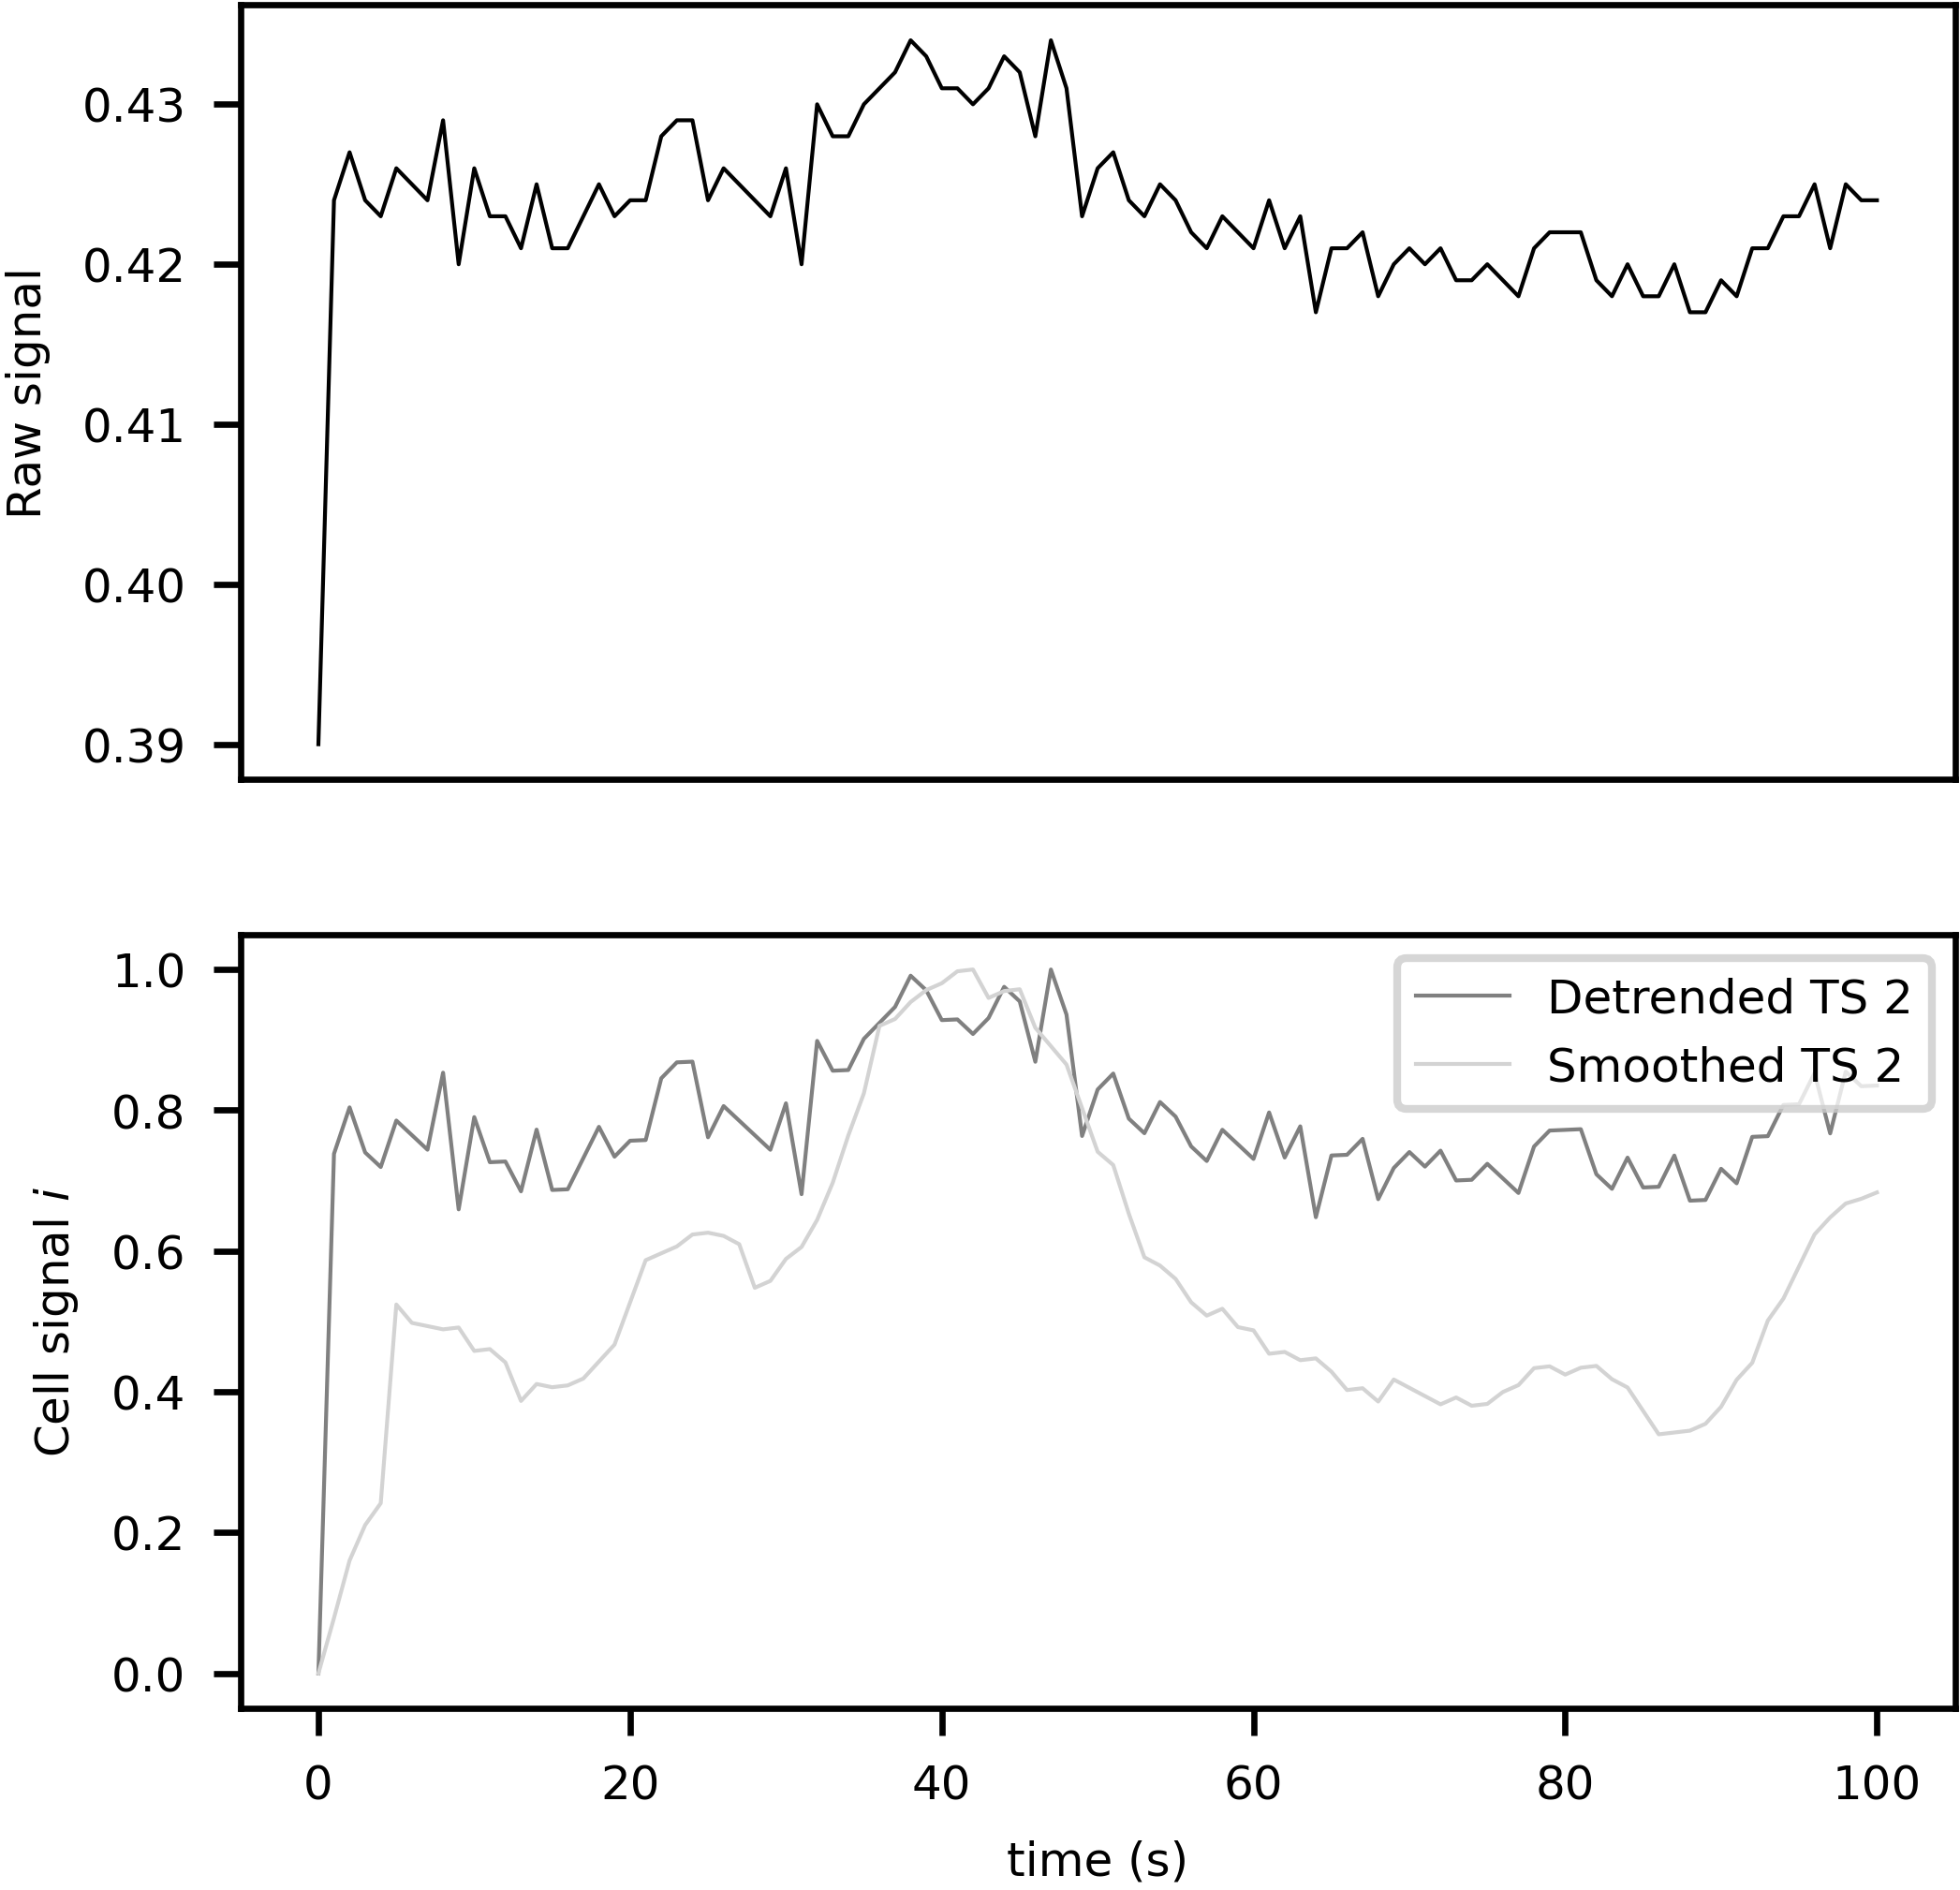 Raw signal
0.43
0.42
0.41
0.40
0.39
Cell signal i
1.0
0.8
0.6
0.4
0.2
0.0
Detrended TS 2
Smoothed TS 2
0 20 40 60 80 100
time (s)